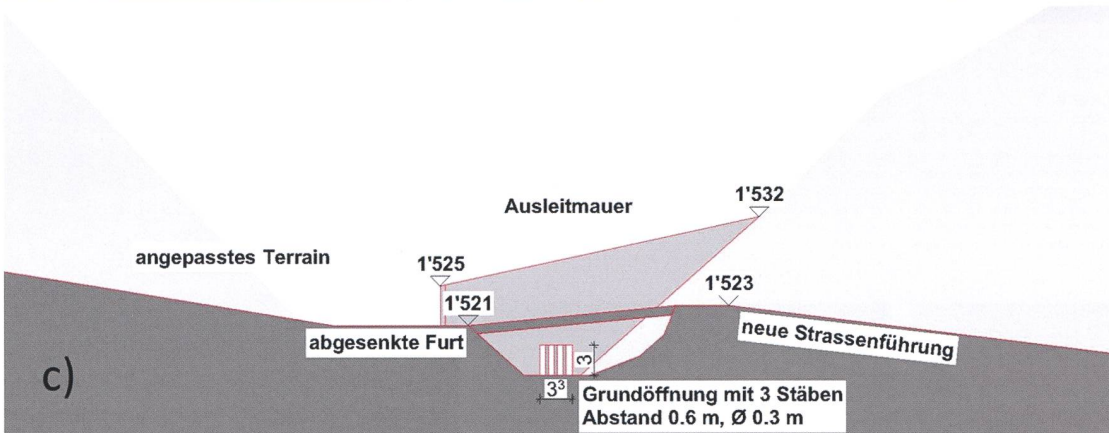 1'532
Ausleitmauer
angepasstes Terrain
1'525
1'521
1'523
abgesenkte Furt
neue Strassenführung
c)
3
3³
Grundöffnung mit 3 Stäben
Abstand 0.6 m, Ø 0.3 m